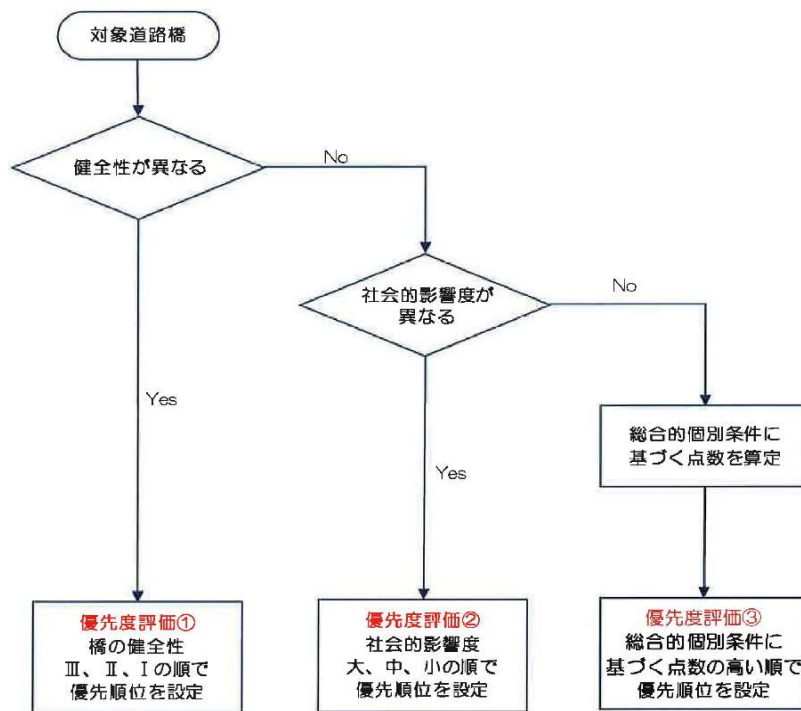 対象道路橋
健全性が異なる
No
社会的影響度が
異なる
No
Yes
総合的個別条件に
基づく点数を算定
Yes
優先度評価①
橋の健全性
Ⅲ、Ⅱ、Ⅰの順で
優先順位を設定
優先度評価②
社会的影響度
大、中、小の順で
優先順位を設定
優先度評価③
総合的個別条件に
基づく点数の高い順で
優先順位を設定